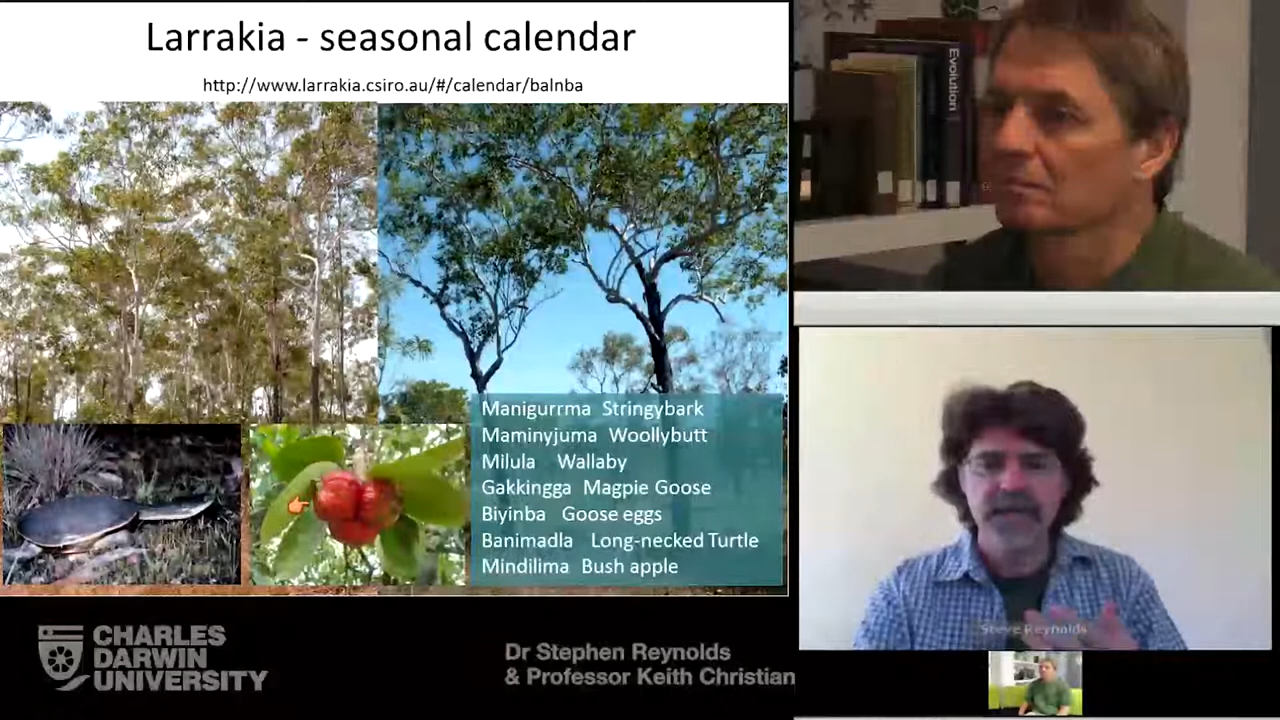 Larrakia - seasonal calendar
http://www.larrakia.csiro.au/#/calendar/balnba
Evolution
Manigurrma Stringybark
Maminyjuma Woollybutt
Milula Wallaby
Gakkingga Magpie Goose
Biyinba Goose eggs
Banimadla Long-necked Turtle
Mindilima Bush apple
Steve Reynolds
CHARLES
DARWIN
UNIVERSITY
Dr Stephen Reynolds
& Professor Keith Christian